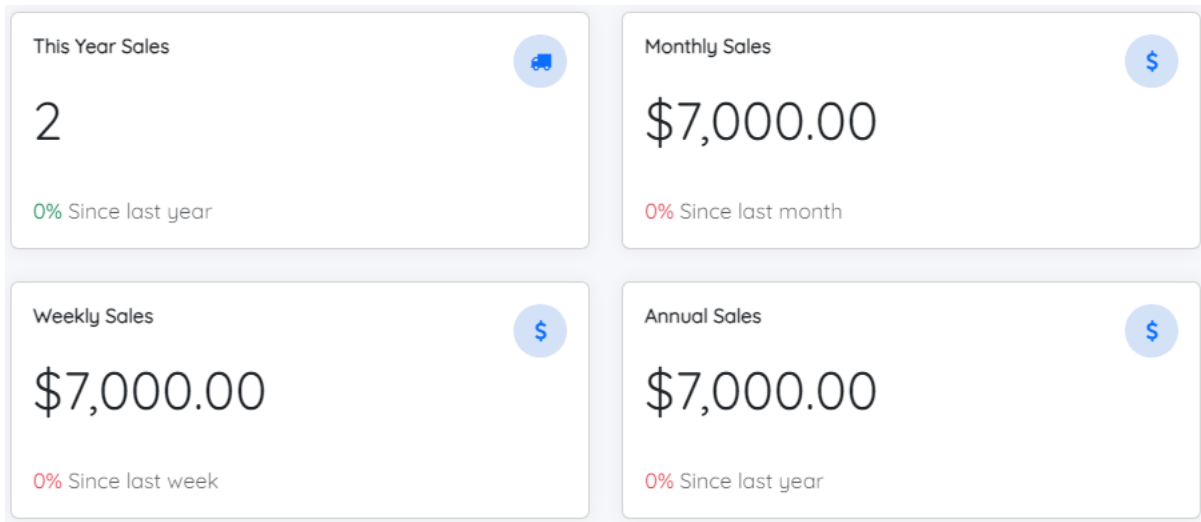 This Year Sales
2
0% Since last year
Monthly Sales
$
$7,000.00
0% Since last month
Weekly Sales
$
$7,000.00
0% Since last week
Annual Sales
$
$7,000.00
0% Since last year